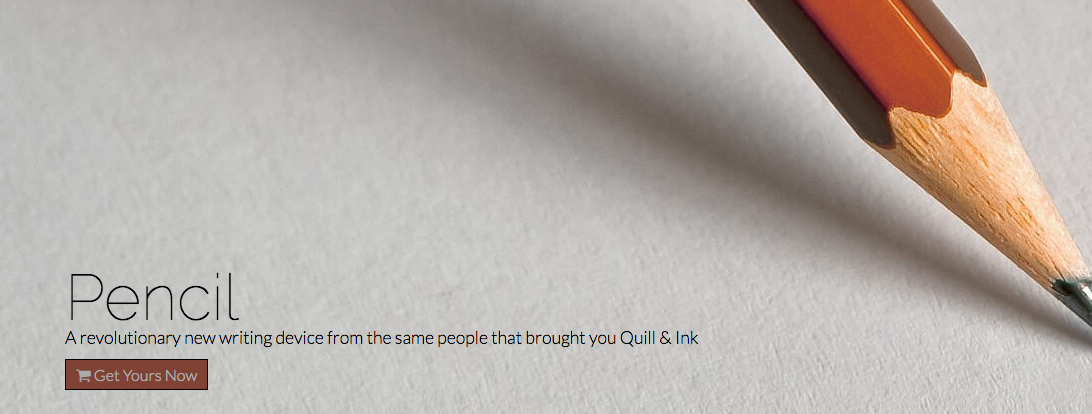 Pencil
A revolutionary new writing device from the same people that brought you Quill & Ink
Get Yours Now